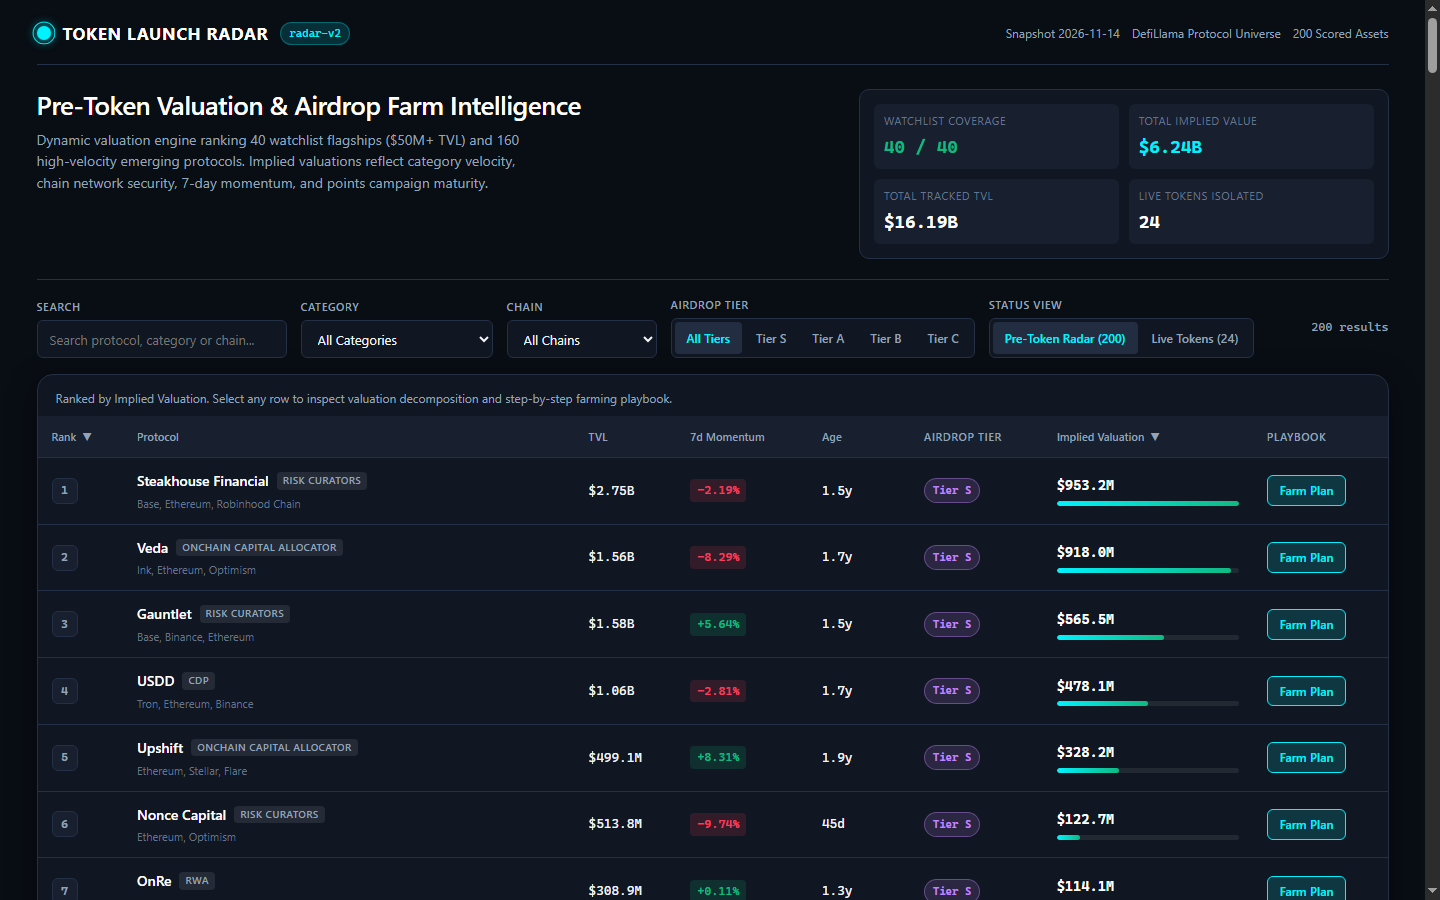 TOKEN LAUNCH RADAR radar-v2
Snapshot 2026-11-14 DefiLlama Protocol Universe 200 Scored Assets
Pre-Token Valuation & Airdrop Farm Intelligence
Dynamic valuation engine ranking 40 watchlist flagships ($50M+ TVL) and 160
high-velocity emerging protocols. Implied valuations reflect category velocity,
chain network security, 7-day momentum, and points campaign maturity.
WATCHLIST COVERAGE
40 / 40
TOTAL IMPLIED VALUE
$6.24B
TOTAL TRACKED TVL
$16.19B
LIVE TOKENS ISOLATED
24
SEARCH
Search protocol, category or chain...
CATEGORY
All Categories
CHAIN
All Chains
AIRDROP TIER
All Tiers Tier S Tier A Tier B Tier C
STATUS VIEW
Pre-Token Radar (200) Live Tokens (24)
200 results
Ranked by Implied Valuation. Select any row to inspect valuation decomposition and step-by-step farming playbook.
Rank ▼ Protocol TVL 7d Momentum Age AIRDROP TIER Implied Valuation ▼ PLAYBOOK
1 Steakhouse Financial RISK CURATORS $2.75B −2.19% 1.5y Tier S $953.2M Farm Plan
Base, Ethereum, Robinhood Chain
2 Veda ONCHAIN CAPITAL ALLOCATOR $1.56B −8.29% 1.7y Tier S $918.0M Farm Plan
Ink, Ethereum, Optimism
3 Gauntlet RISK CURATORS $1.58B +5.64% 1.5y Tier S $565.5M Farm Plan
Base, Binance, Ethereum
4 USDD CDP $1.06B −2.81% 1.7y Tier S $478.1M Farm Plan
Tron, Ethereum, Binance
5 Upshift ONCHAIN CAPITAL ALLOCATOR $499.1M +8.31% 1.9y Tier S $328.2M Farm Plan
Ethereum, Stellar, Flare
6 Nonce Capital RISK CURATORS $513.8M −9.74% 45d Tier S $122.7M Farm Plan
Ethereum, Optimism
7 OnRe RWA $308.9M +0.11% 1.3y Tier S $114.1M Farm Plan